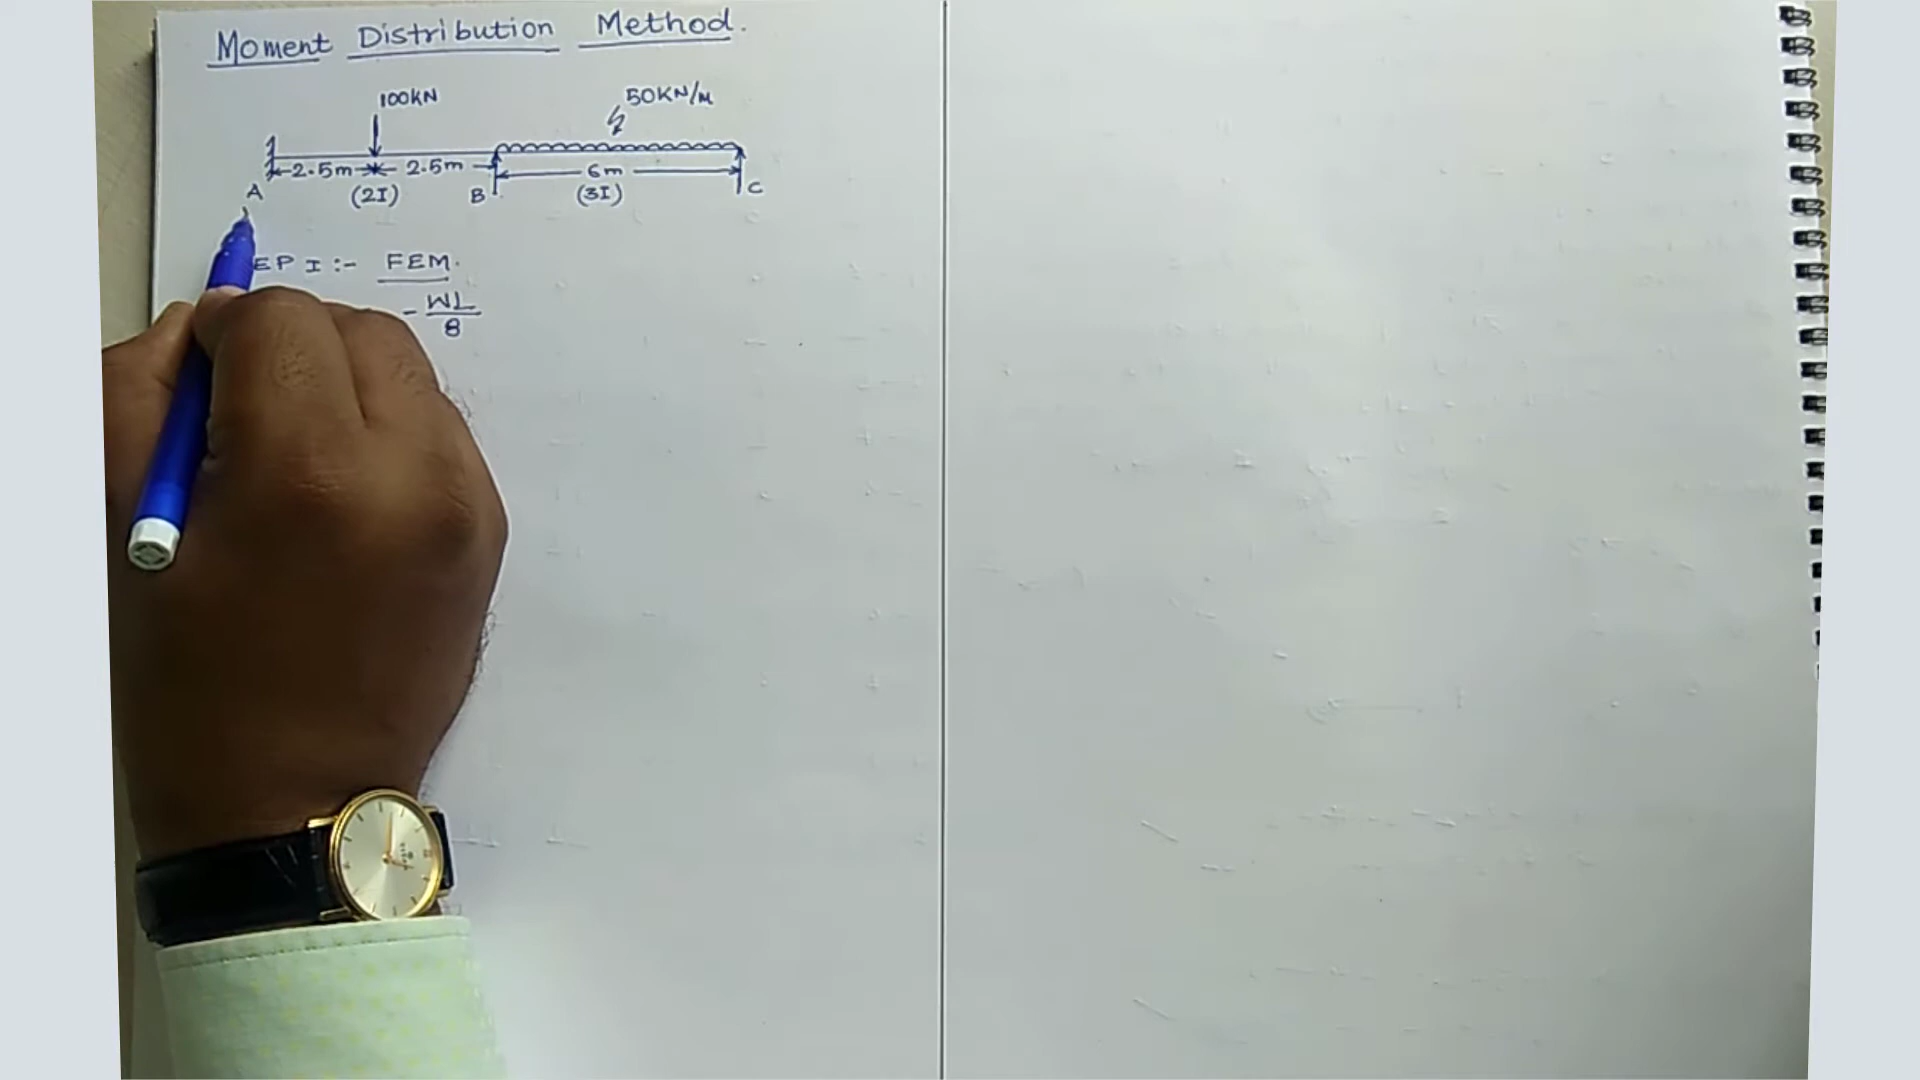 Moment Distribution Method.
100KN 50KN/M
2.5m 2.5m 6m
A (2I) B (3I) C
EP I :- FEM.
- WL
8